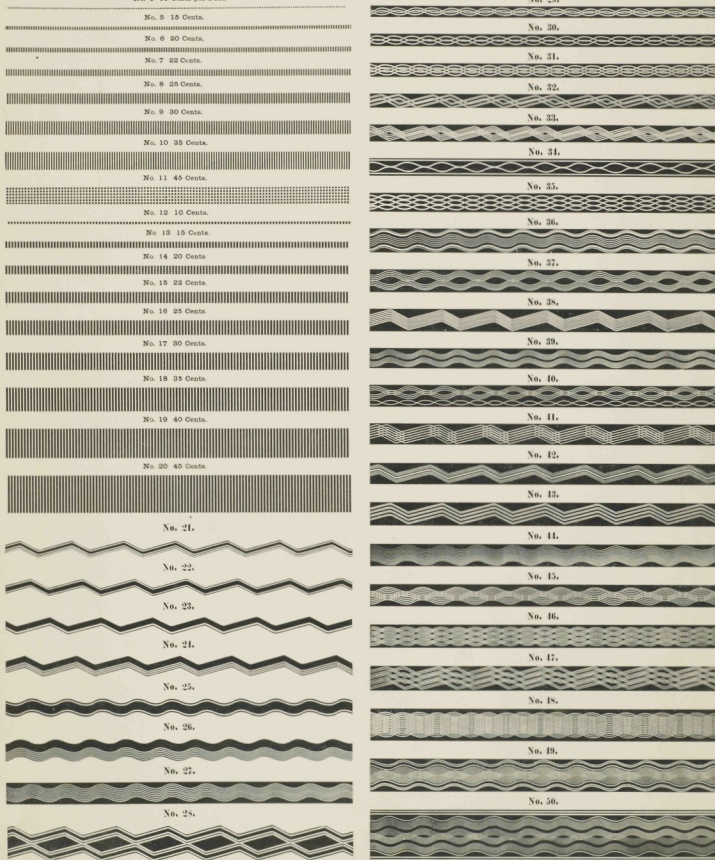 No. 5 15 Cents.
No. 6 20 Cents.
No. 7 22 Cents.
No. 8 25 Cents.
No. 9 30 Cents.
No. 10 35 Cents.
No. 11 45 Cents.
No. 12 10 Cents.
No. 13 15 Cents.
No. 14 20 Cents
No. 15 22 Cents.
No. 16 25 Cents.
No. 17 30 Cents.
No. 18 35 Cents.
No. 19 40 Cents.
No. 20 45 Cents.
No. 21.
No. 22.
No. 23.
No. 24.
No. 25.
No. 26.
No. 27.
No. 28.
No. 30.
No. 31.
No. 32.
No. 33.
No. 34.
No. 35.
No. 36.
No. 37.
No. 38.
No. 39.
No. 40.
No. 41.
No. 42.
No. 43.
No. 44.
No. 45.
No. 46.
No. 47.
No. 48.
No. 49.
No. 50.